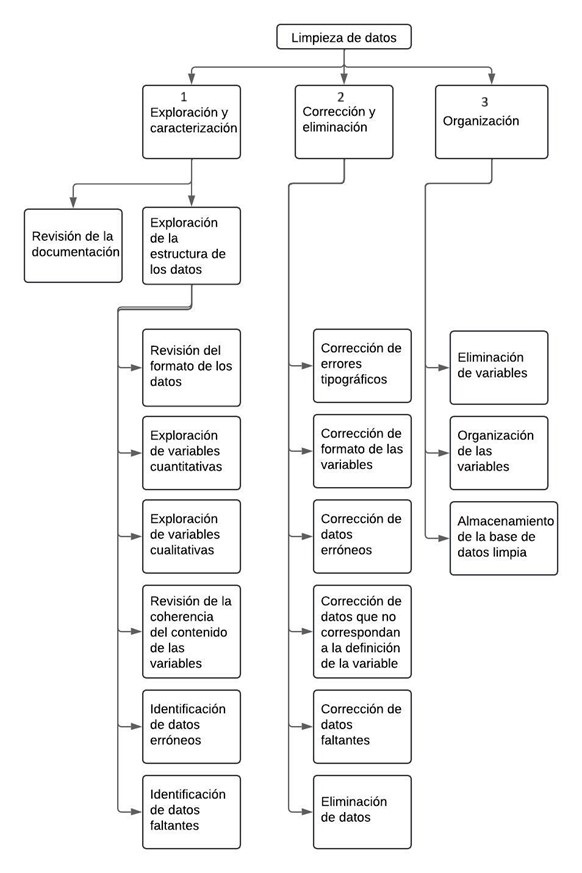 Limpieza de datos
1
Exploración y
caracterización
2
Corrección y
eliminación
3
Organización
Revisión de la
documentación
Exploración
de la
estructura de
los datos
Revisión del
formato de los
datos
Exploración
de variables
cuantitativas
Exploración
de variables
cualitativas
Revisión de la
coherencia
del contenido
de las
variables
Identificación
de datos
erróneos
Identificación
de datos
faltantes
Corrección de
errores
tipográficos
Corrección de
formato de las
variables
Corrección de
datos
erróneos
Corrección de
datos que no
correspondan
a la definición
de la variable
Corrección de
datos
faltantes
Eliminación
de datos
Eliminación
de variables
Organización
de las
variables
Almacenamiento
de la base de
datos limpia